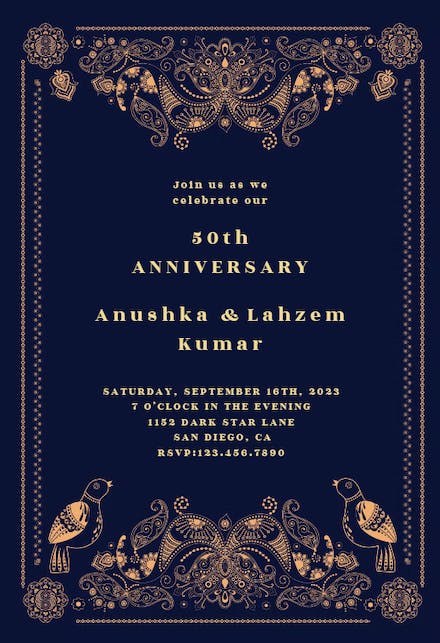 Join us as we
celebrate our
50th
ANNIVERSARY
Anushka & Lahzem
Kumar
SATURDAY, SEPTEMBER 16TH, 2023
7 O'CLOCK IN THE EVENING
1152 DARK STAR LANE
SAN DIEGO, CA
RSVP:123.456.7890